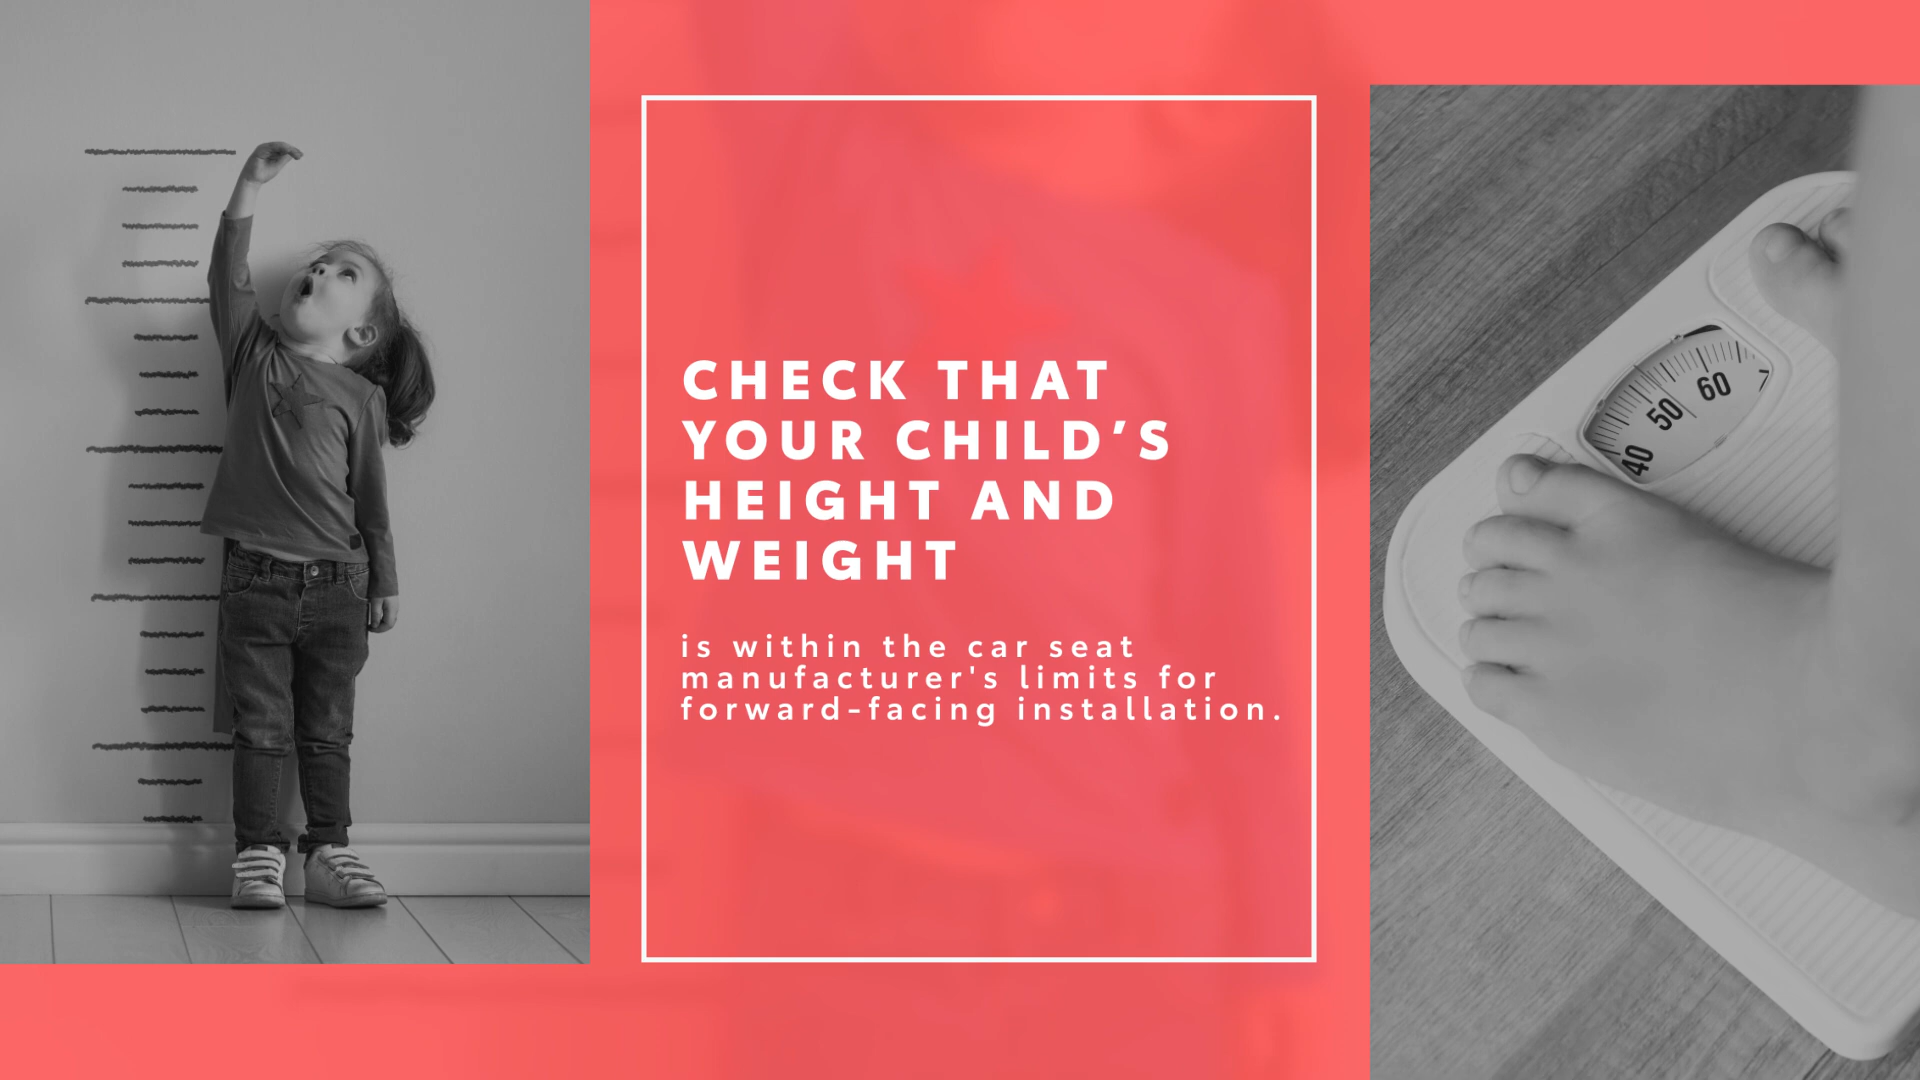 CHECK THAT
YOUR CHILD’S
HEIGHT AND
WEIGHT
is within the car seat
manufacturer's limits for
forward-facing installation.
60
50
40